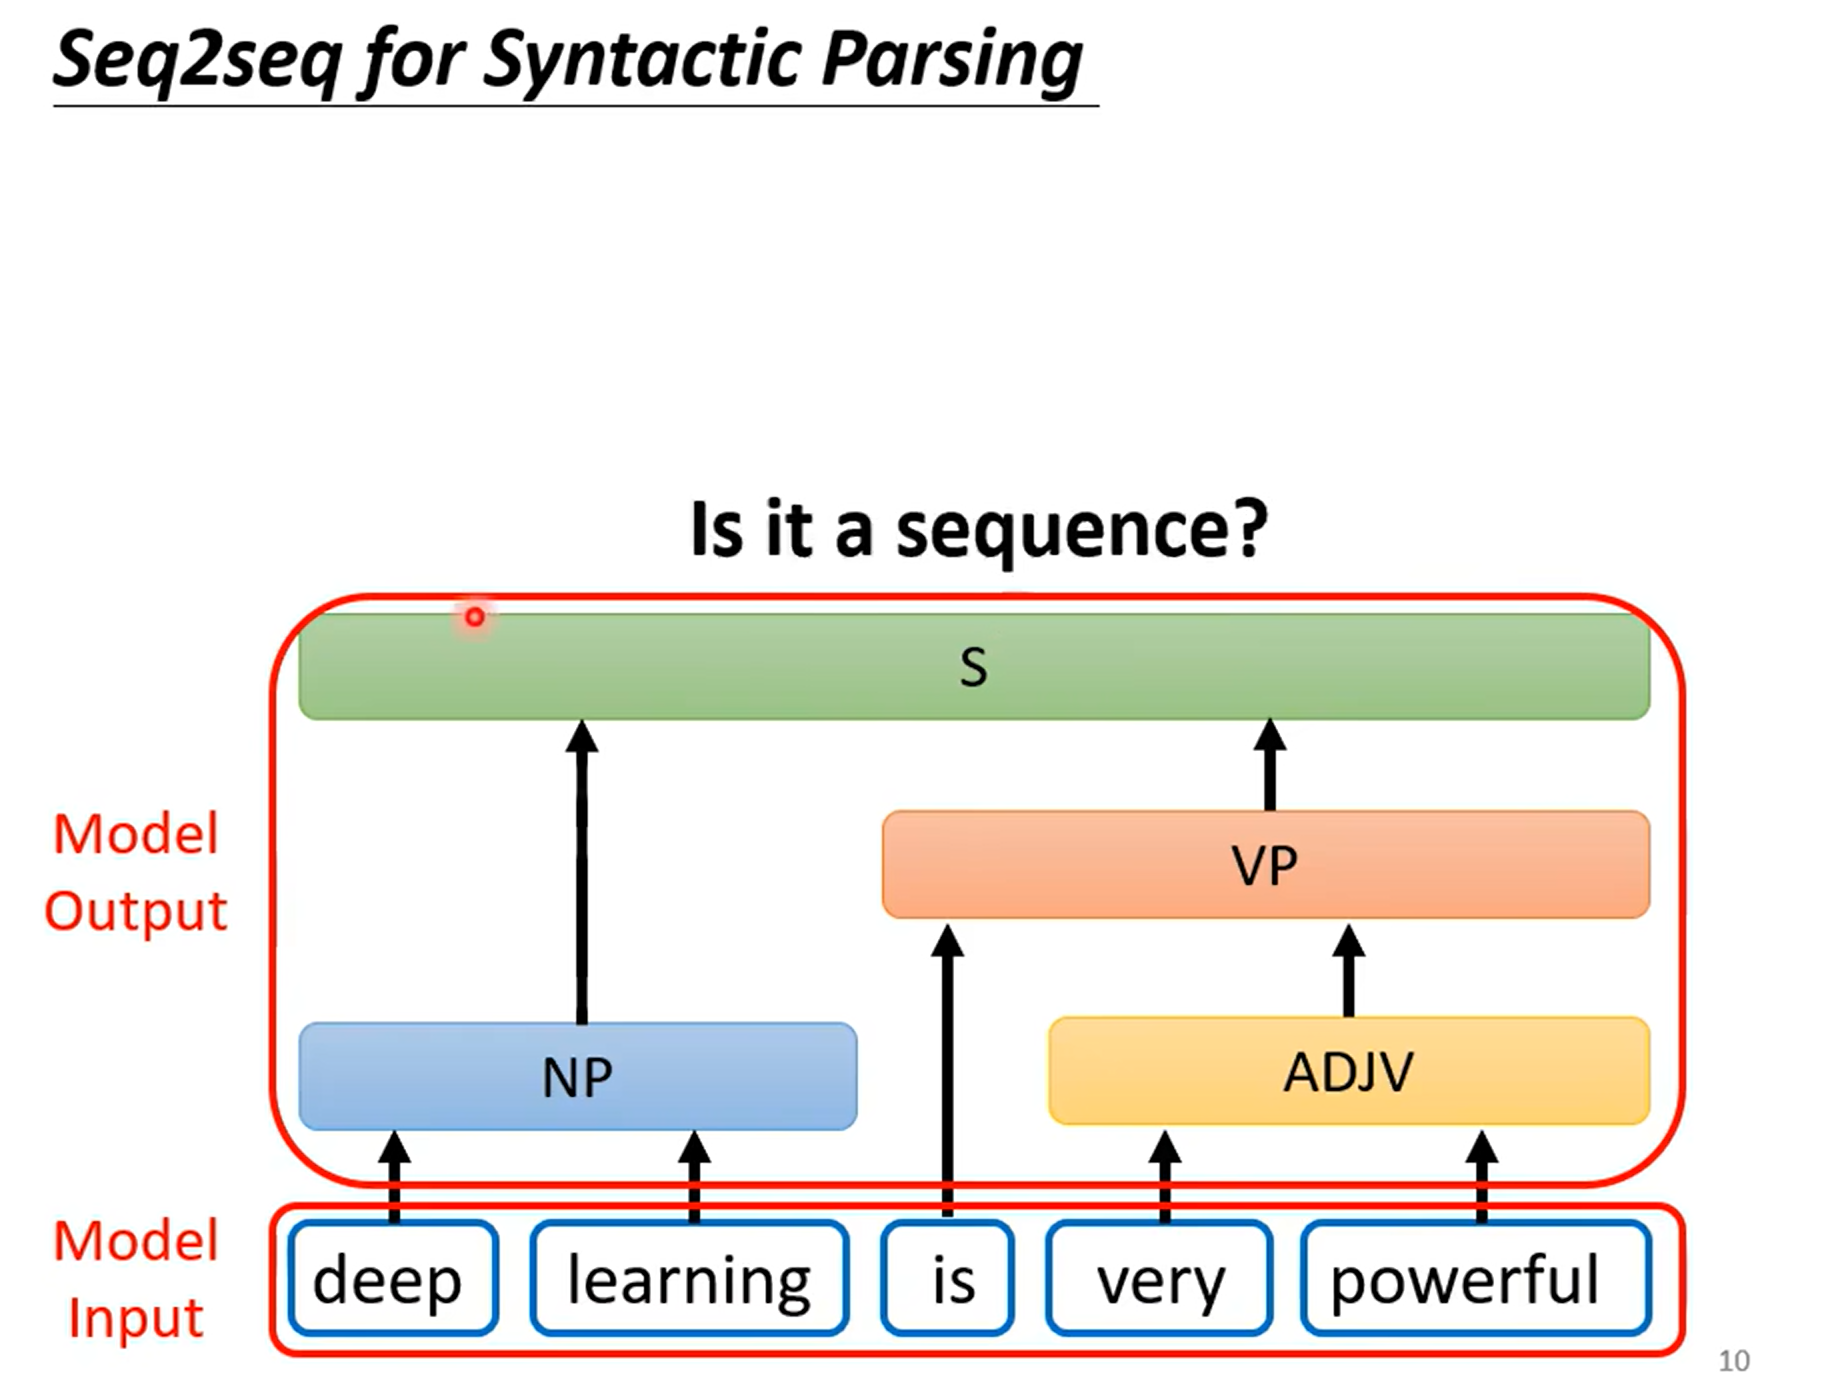 Seq2seq for Syntactic Parsing
Is it a sequence?
S
Model
Output
VP
NP
ADJV
Model
Input
deep learning is very powerful
10